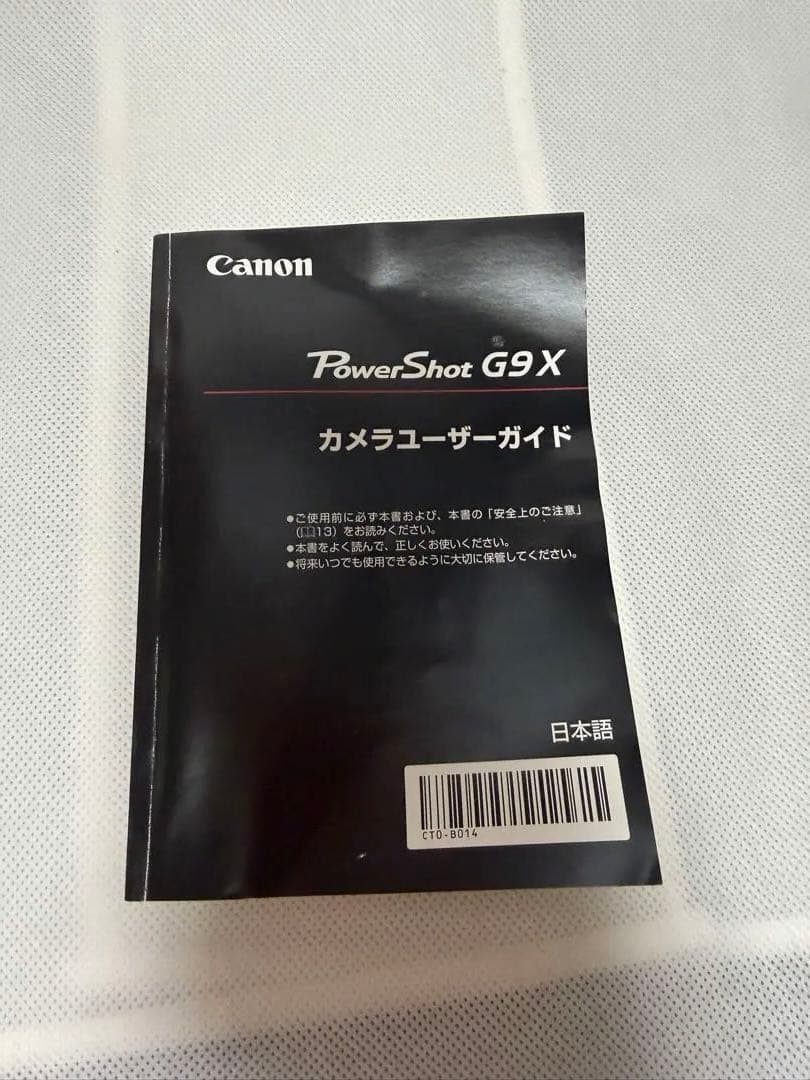 Canon
PowerShot G9 X
カメラユーザーガイド
●ご使用前に必ず本書および、本書の「安全上のご注意」
(📖13)をお読みください。
●本書をよく読んで、正しくお使いください。
●将来いつでも使用できるように大切に保管してください。
日本語
CT0-B014